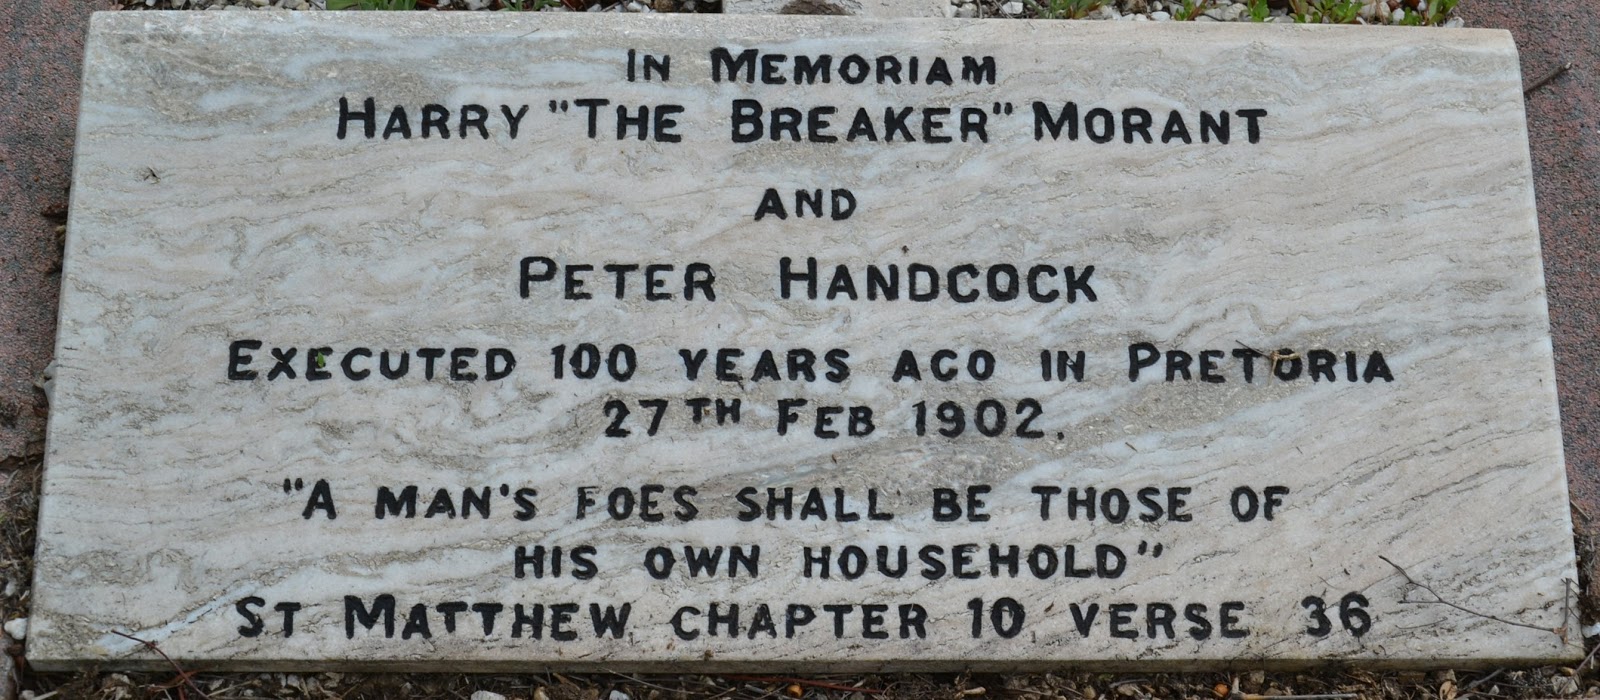 IN MEMORIAM
HARRY "THE BREAKER" MORANT
AND
PETER HANDCOCK
EXECUTED 100 YEARS AGO IN PRETORIA
27TH FEB 1902.
"A MAN'S FOES SHALL BE THOSE OF
HIS OWN HOUSEHOLD"
ST MATTHEW CHAPTER 10 VERSE 36